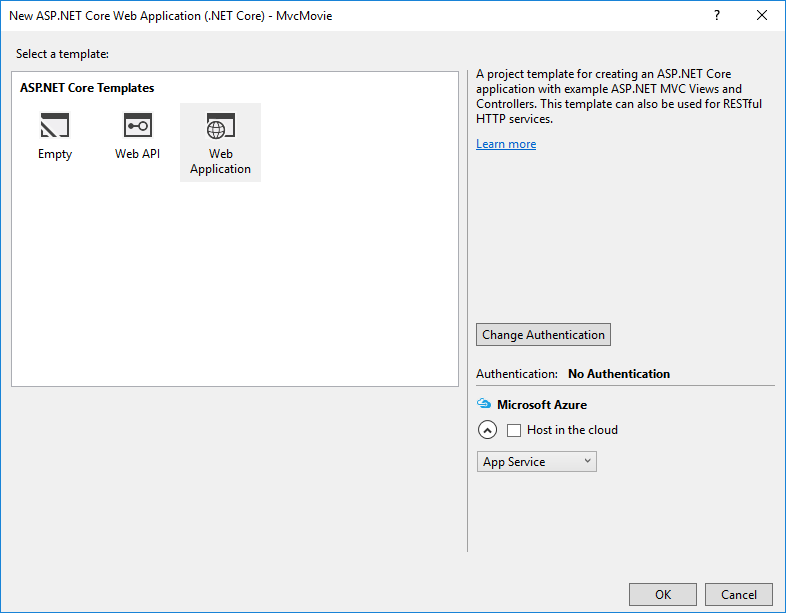 New ASP.NET Core Web Application (.NET Core) - MvcMovie
?
Select a template:
ASP.NET Core Templates
Empty
Web API
Web
Application
A project template for creating an ASP.NET Core
application with example ASP.NET MVC Views and
Controllers. This template can also be used for RESTful
HTTP services.
Learn more
Change Authentication
Authentication: No Authentication
Microsoft Azure
Host in the cloud
App Service
OK
Cancel